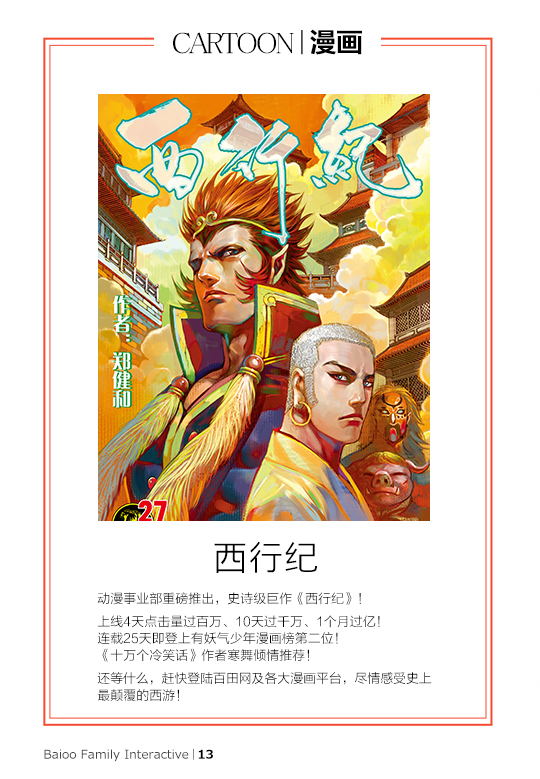 CARTOON|漫画
西行紀
作者：郑健和
27
西行纪
动漫事业部重磅推出，史诗级巨作《西行纪》！
上线4天点击量过百万、10天过千万、1个月过亿！
连载25天即登上有妖气少年漫画榜第二位！
《十万个冷笑话》作者寒舞倾情推荐！
还等什么，赶快登陆百田网及各大漫画平台，尽情感受史上
最颠覆的西游！
Baioo Family Interactive | 13